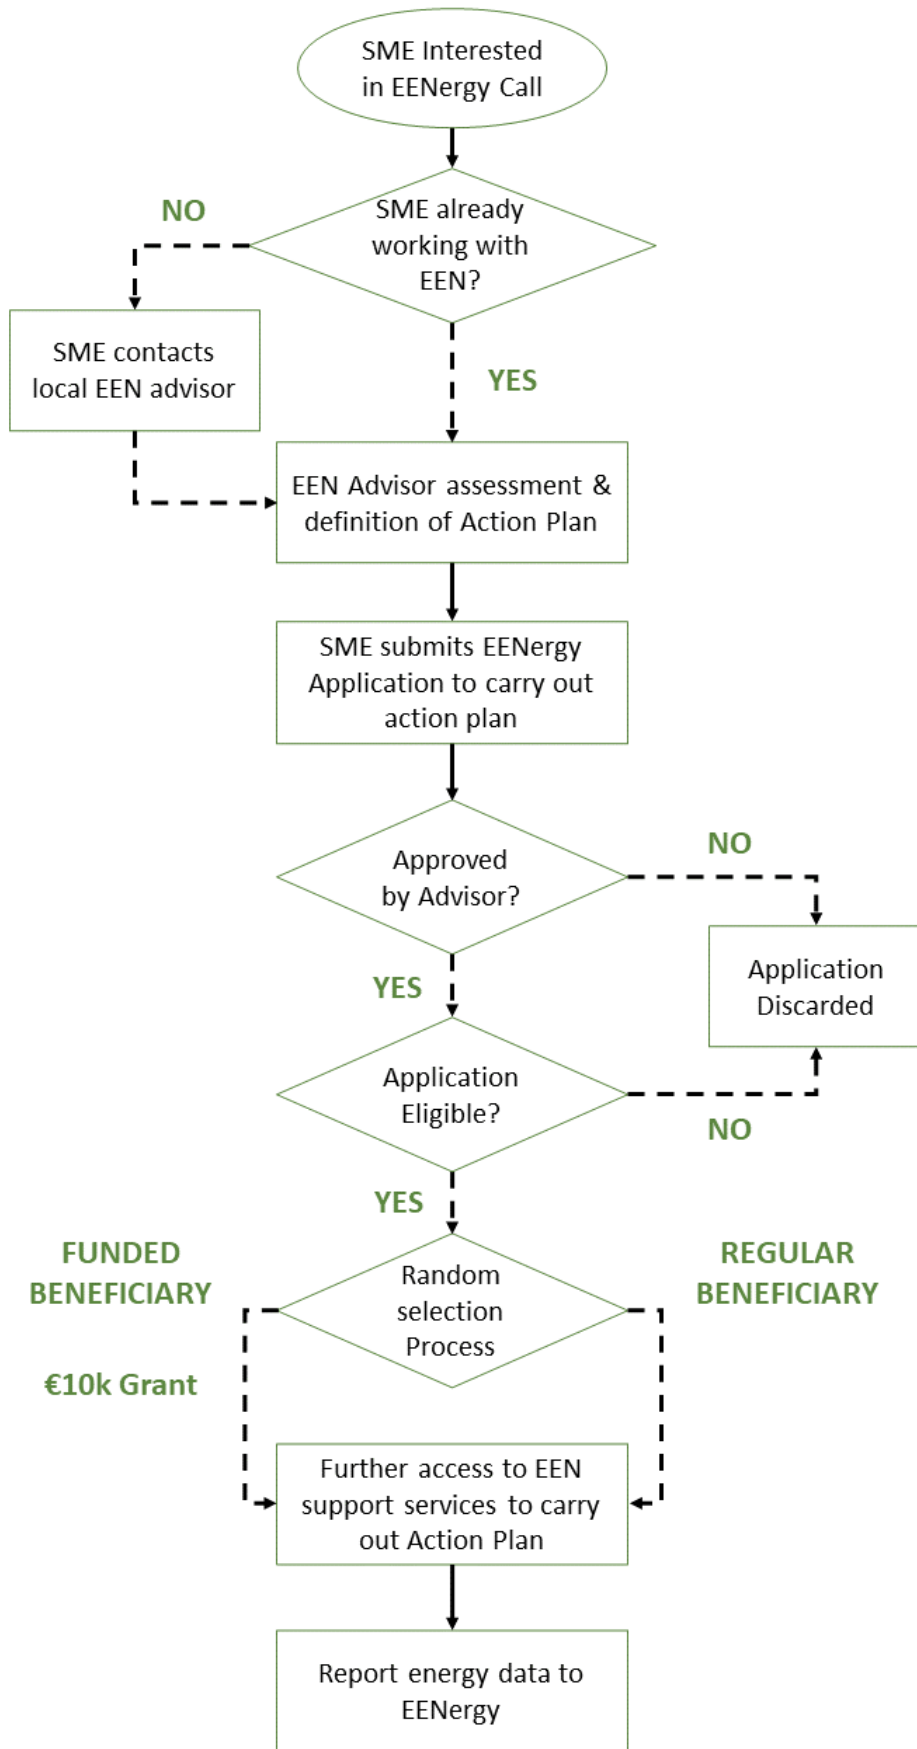 SME Interested
in EENergy Call
SME already
working with
EEN?
NO
SME contacts
local EEN advisor
YES
EEN Advisor assessment &
definition of Action Plan
SME submits EENergy
Application to carry out
action plan
Approved
by Advisor?
NO
Application
Discarded
YES
Application
Eligible?
NO
YES
FUNDED
BENEFICIARY
€10k Grant
Random
selection
Process
REGULAR
BENEFICIARY
Further access to EEN
support services to carry
out Action Plan
Report energy data to
EENergy